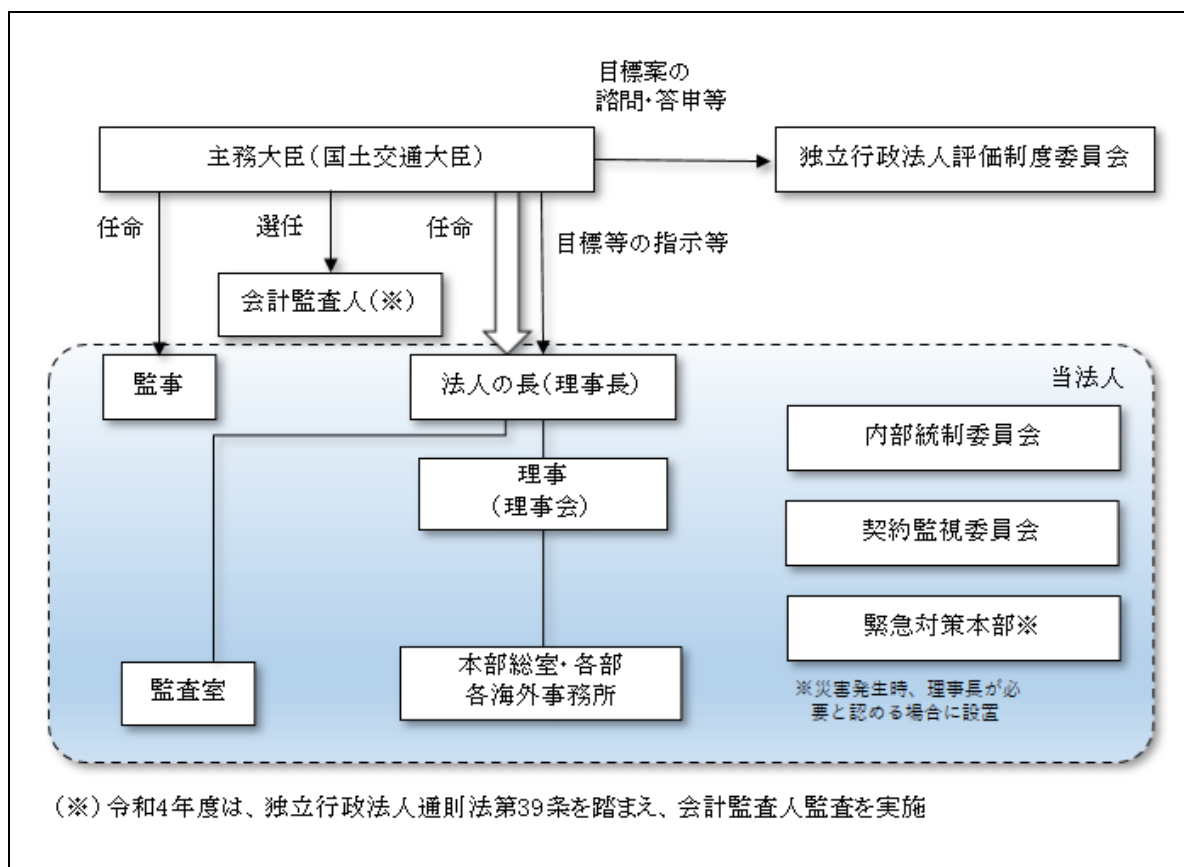 目標案の
諮問・答申等
主務大臣(国土交通大臣)
独立行政法人評価制度委員会
任命
選任
任命
目標等の指示等
会計監査人(※)
監事
法人の長(理事長)
当法人
内部統制委員会
理事
(理事会)
契約監視委員会
緊急対策本部※
監査室
本部総室・各部
各海外事務所
※災害発生時、理事長が必
要と認める場合に設置
(※)令和4年度は、独立行政法人通則法第39条を踏まえ、会計監査人監査を実施